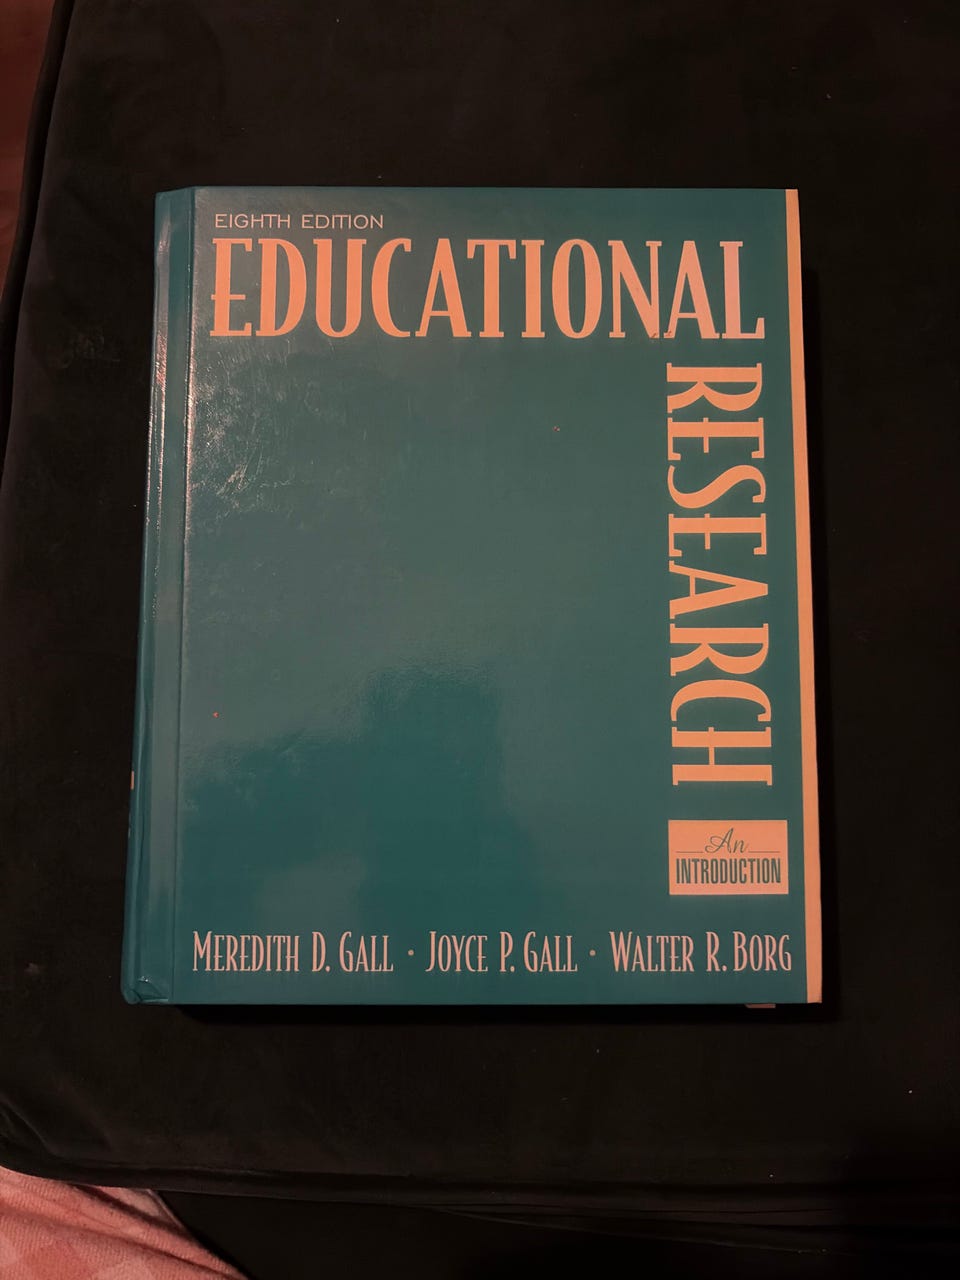 EIGHTH EDITION
EDUCATIONAL
RESEARCH
An
INTRODUCTION
MEREDITH D. GALL · JOYCE P. GALL · WALTER R. BORG